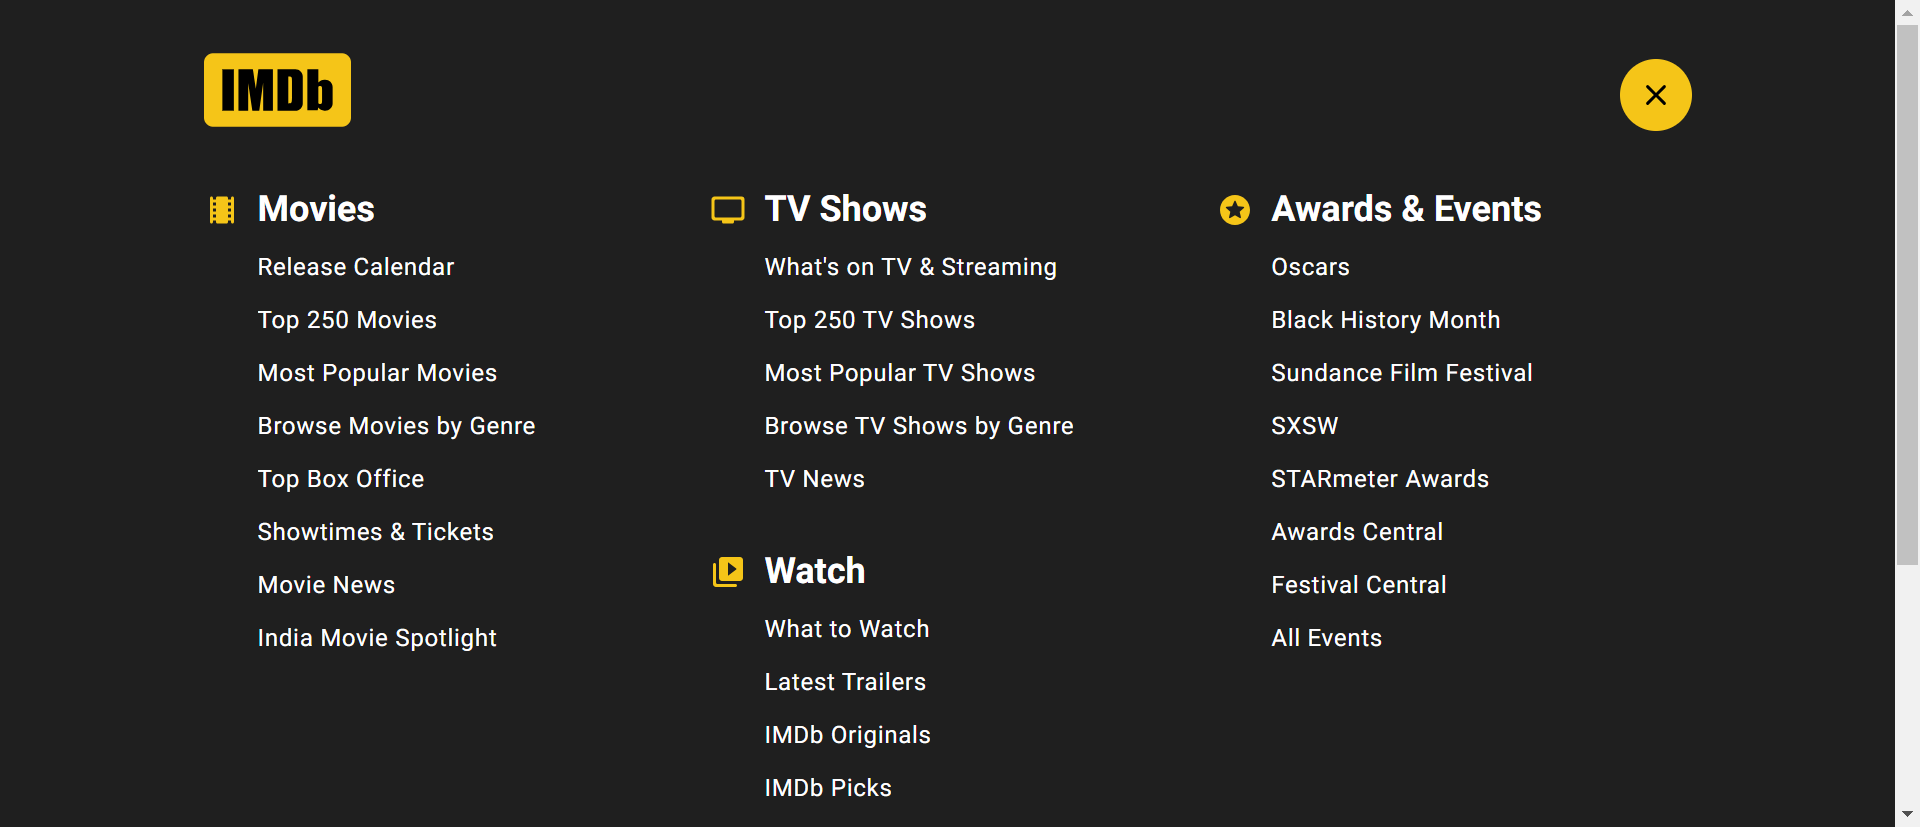 IMDb
Movies
Release Calendar
Top 250 Movies
Most Popular Movies
Browse Movies by Genre
Top Box Office
Showtimes & Tickets
Movie News
India Movie Spotlight
TV Shows
What's on TV & Streaming
Top 250 TV Shows
Most Popular TV Shows
Browse TV Shows by Genre
TV News
Watch
What to Watch
Latest Trailers
IMDb Originals
IMDb Picks
Awards & Events
Oscars
Black History Month
Sundance Film Festival
SXSW
STARmeter Awards
Awards Central
Festival Central
All Events